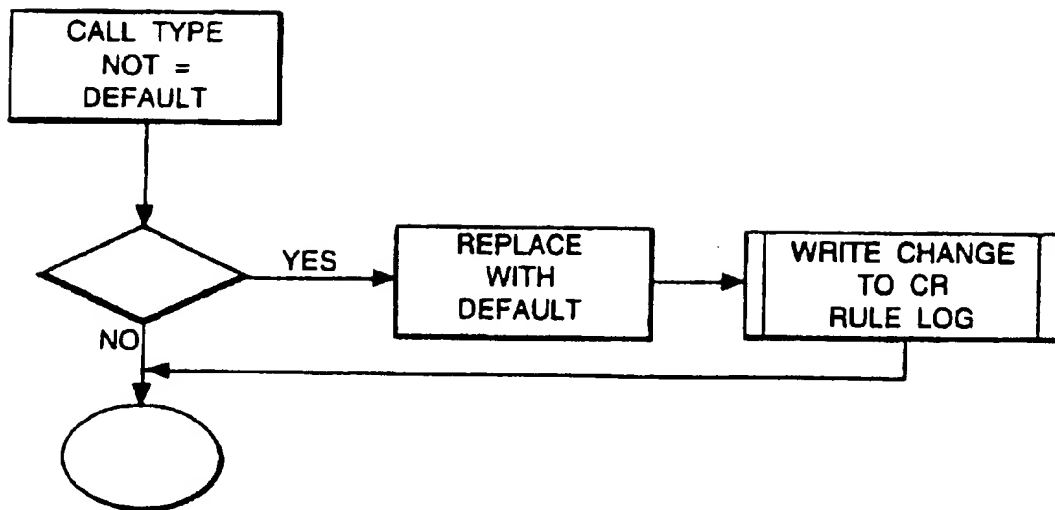 CALL TYPE
NOT =
DEFAULT
YES
REPLACE
WITH
DEFAULT
WRITE CHANGE
TO CR
RULE LOG
NO